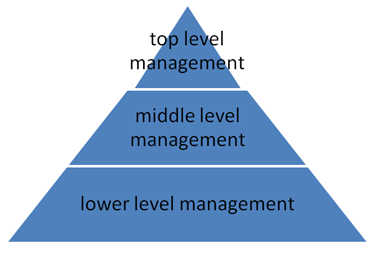 top level
management
middle level
management
lower level management